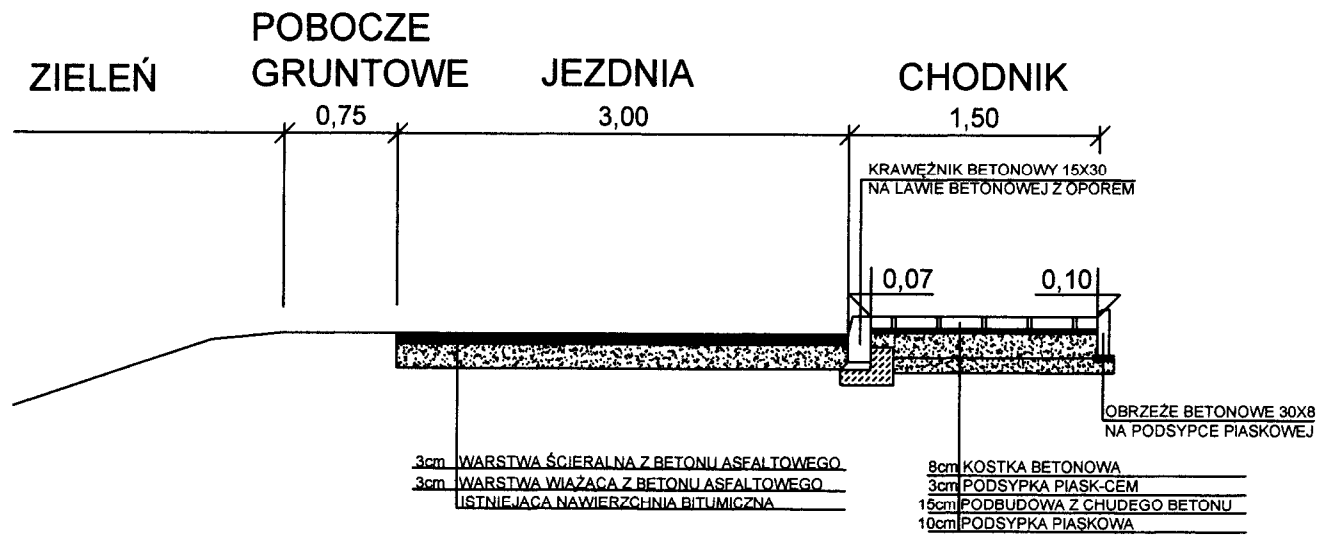 ZIELEŃ
POBOCZE
GRUNTOWE
JEZDNIA
CHODNIK
0,75
3,00
1,50
KRAWĘŻNIK BETONOWY 15X30
NA LAWIE BETONOWEJ Z OPOREM
0,07
0,10
OBRZEŻE BETONOWE 30X8
NA PODSYPCE PIASKOWEJ
3cm WARSTWA ŚCIERALNA Z BETONU ASFALTOWEGO
3cm WARSTWA WIĄŻĄCA Z BETONU ASFALTOWEGO
ISTNIEJĄCA NAWIERZCHNIA BITUMICZNA
8cm KOSTKA BETONOWA
3cm PODSYPKA PIASK-CEM
15cm PODBUDOWA Z CHUDEGO BETONU
10cm PODSYPKA PIASKOWA